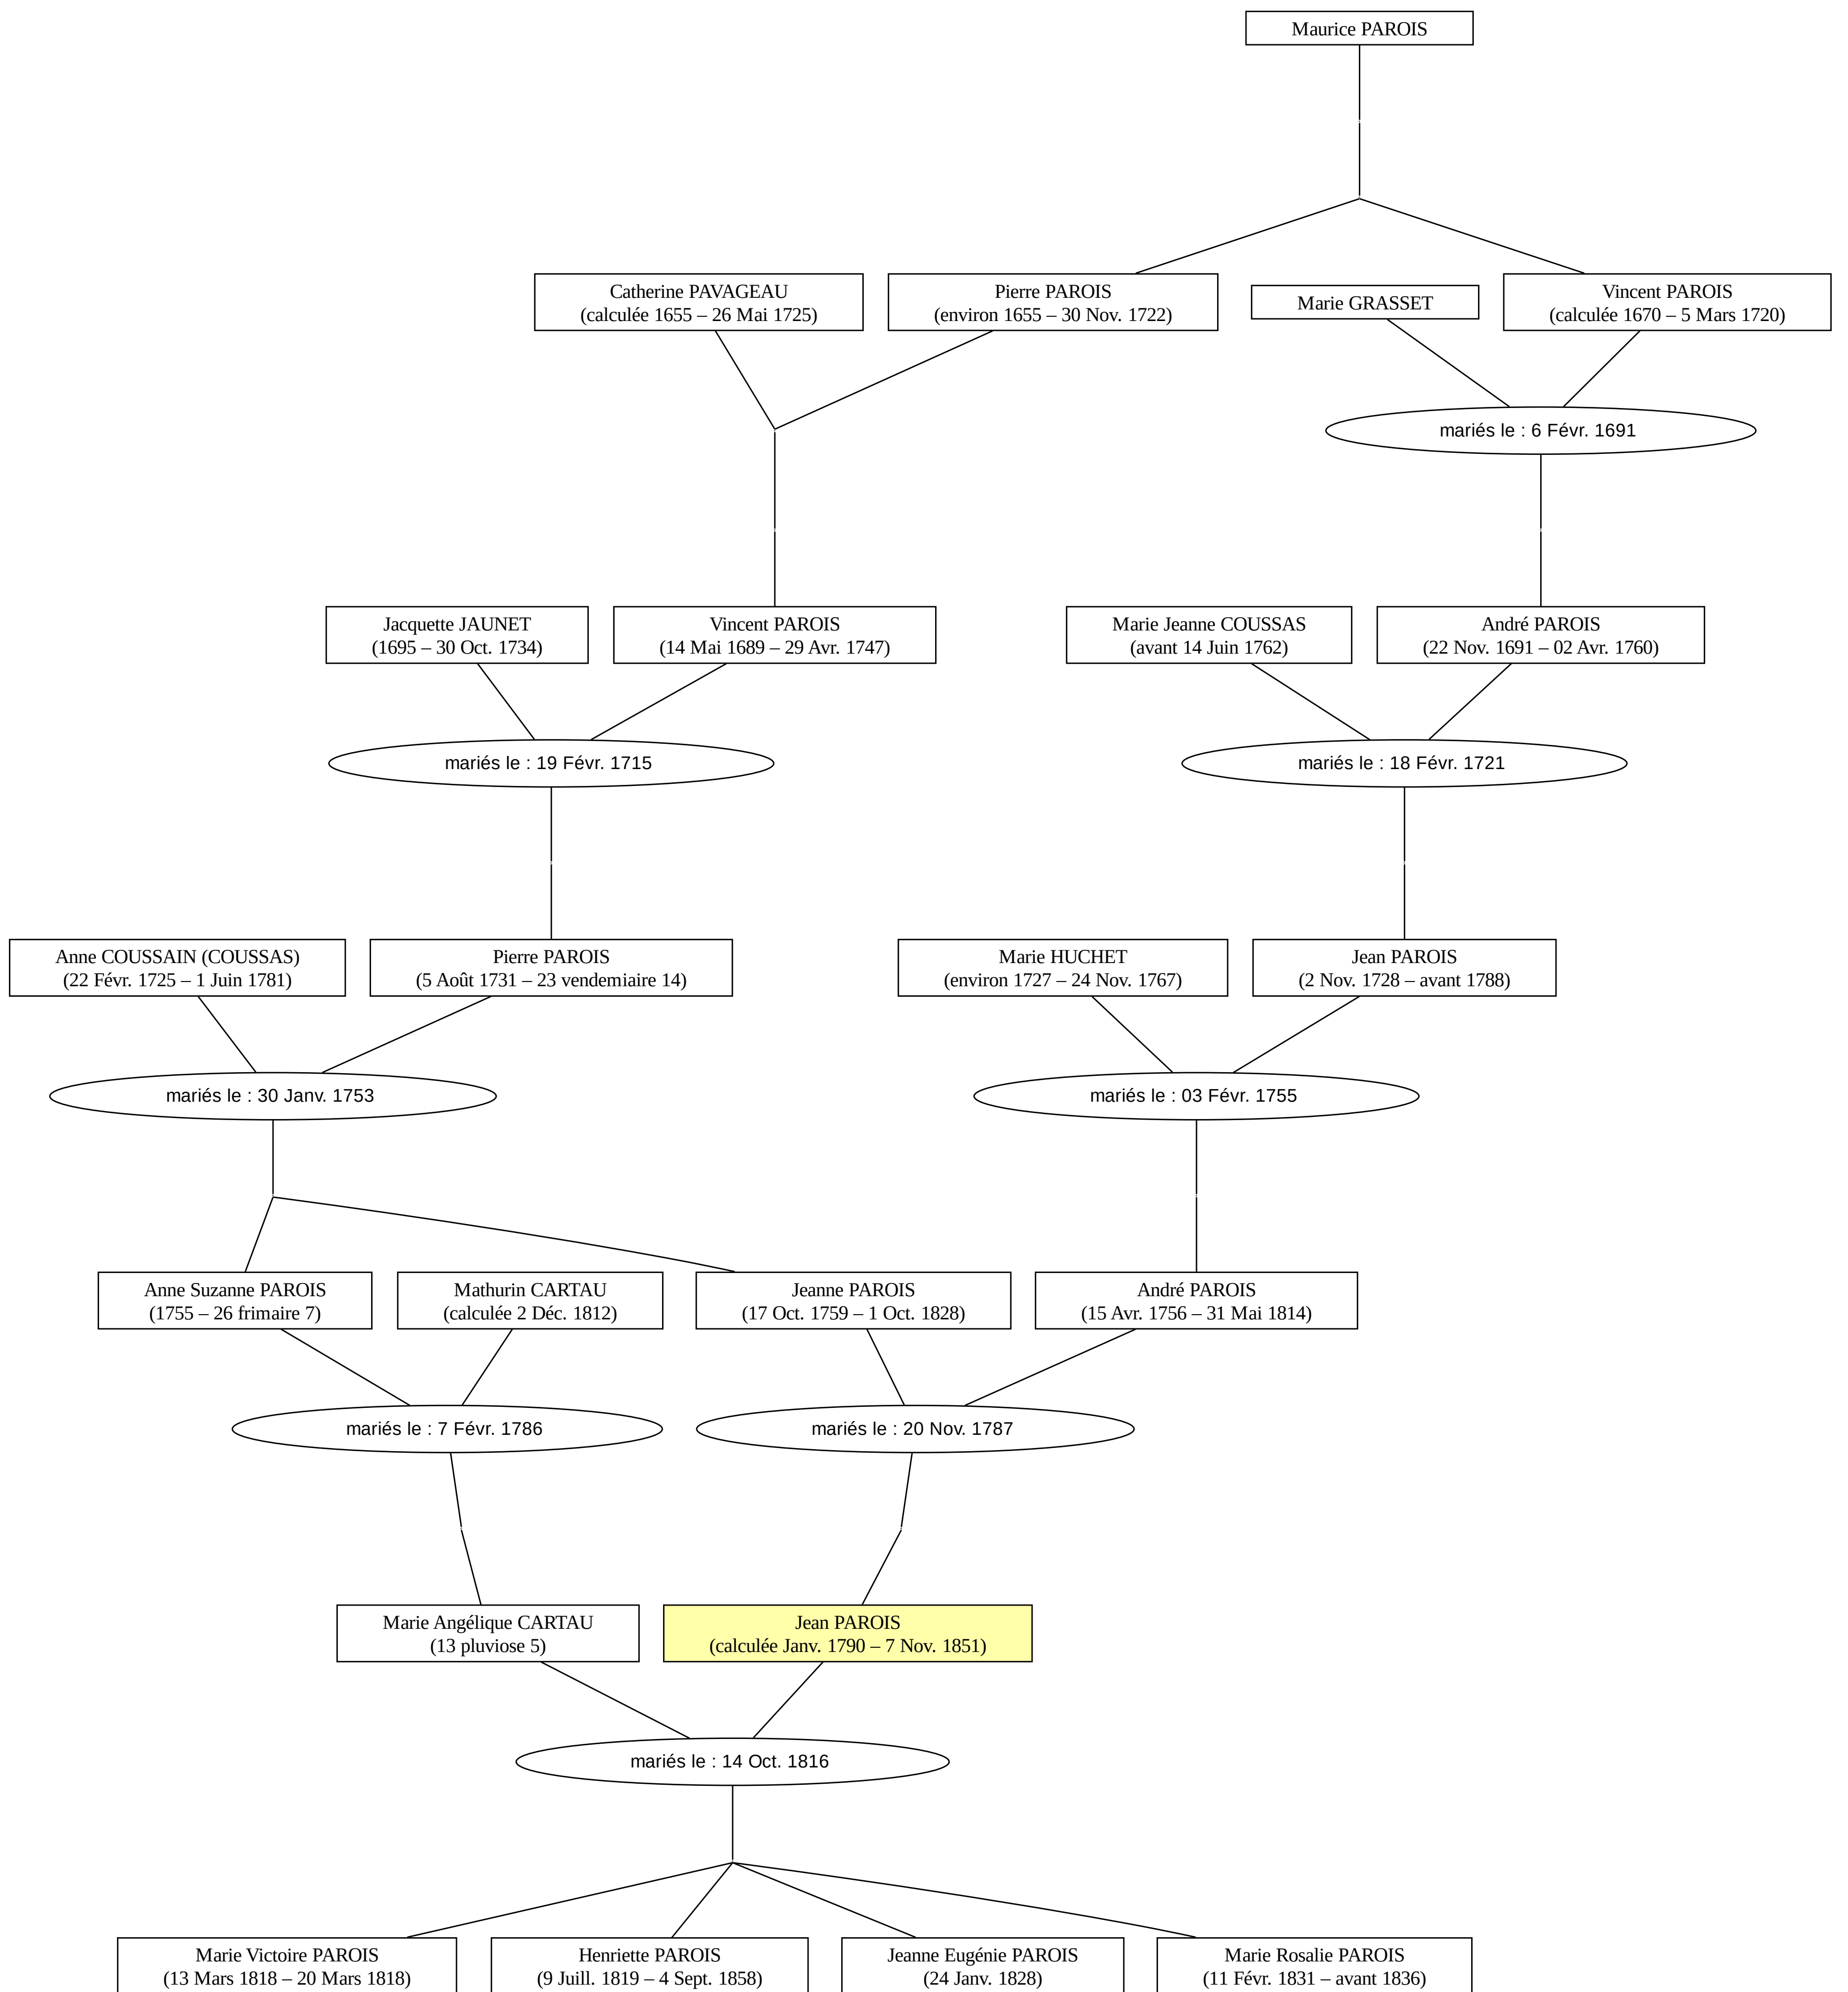 Maurice PAROIS
Catherine PAVAGEAU
(calculée 1655 – 26 Mai 1725)
Pierre PAROIS
(environ 1655 – 30 Nov. 1722)
Marie GRASSET
Vincent PAROIS
(calculée 1670 – 5 Mars 1720)
mariés le : 6 Févr. 1691
Jacquette JAUNET
(1695 – 30 Oct. 1734)
Vincent PAROIS
(14 Mai 1689 – 29 Avr. 1747)
Marie Jeanne COUSSAS
(avant 14 Juin 1762)
André PAROIS
(22 Nov. 1691 – 02 Avr. 1760)
mariés le : 19 Févr. 1715
mariés le : 18 Févr. 1721
Anne COUSSAIN (COUSSAS)
(22 Févr. 1725 – 1 Juin 1781)
Pierre PAROIS
(5 Août 1731 – 23 vendemiaire 14)
Marie HUCHET
(environ 1727 – 24 Nov. 1767)
Jean PAROIS
(2 Nov. 1728 – avant 1788)
mariés le : 30 Janv. 1753
mariés le : 03 Févr. 1755
Anne Suzanne PAROIS
(1755 – 26 frimaire 7)
Mathurin CARTAU
(calculée 2 Déc. 1812)
Jeanne PAROIS
(17 Oct. 1759 – 1 Oct. 1828)
André PAROIS
(15 Avr. 1756 – 31 Mai 1814)
mariés le : 7 Févr. 1786
mariés le : 20 Nov. 1787
Marie Angélique CARTAU
(13 pluviose 5)
Jean PAROIS
(calculée Janv. 1790 – 7 Nov. 1851)
mariés le : 14 Oct. 1816
Marie Victoire PAROIS
(13 Mars 1818 – 20 Mars 1818)
Henriette PAROIS
(9 Juill. 1819 – 4 Sept. 1858)
Jeanne Eugénie PAROIS
(24 Janv. 1828)
Marie Rosalie PAROIS
(11 Févr. 1831 – avant 1836)